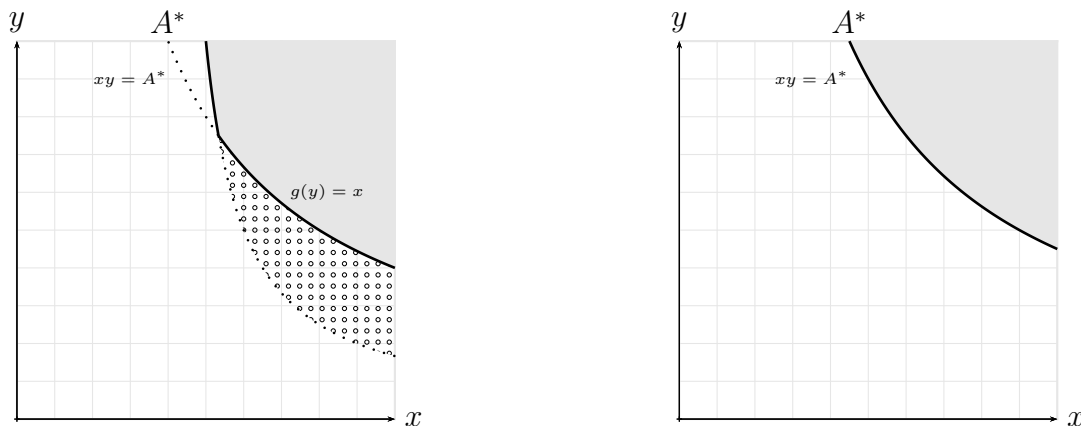 y
A*
xy = A*
g(y) = x
x
y
A*
xy = A*
x